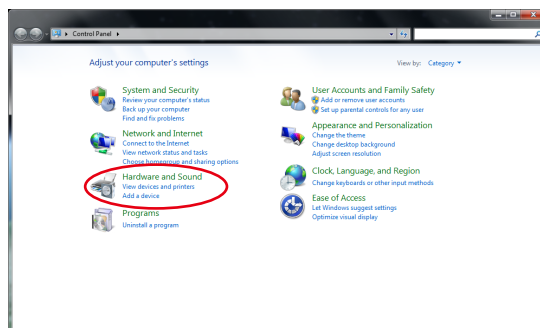 Control Panel
Adjust your computer's settings
View by: Category
System and Security
Review your computer's status
Back up your computer
Find and fix problems
Network and Internet
Connect to the Internet
View network status and tasks
Choose homegroup and sharing options
Hardware and Sound
View devices and printers
Add a device
Programs
Uninstall a program
User Accounts and Family Safety
Add or remove user accounts
Set up parental controls for any user
Appearance and Personalization
Change the theme
Change desktop background
Adjust screen resolution
Clock, Language, and Region
Change keyboards or other input methods
Ease of Access
Let Windows suggest settings
Optimize visual display